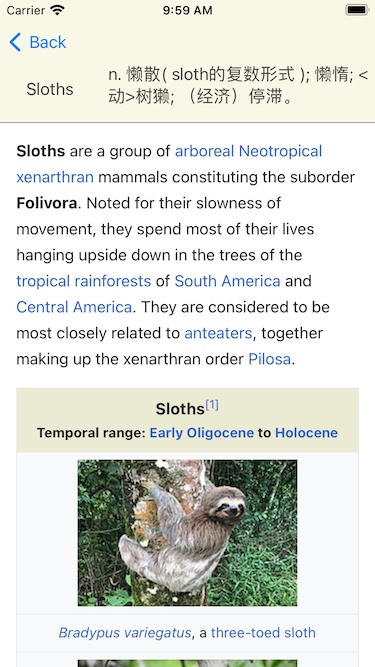 Carrier 9:59 AM
Back
Sloths
n. 懒散( sloth的复数形式 ); 懒惰; <
动>树獭; （经济）停滞。
Sloths are a group of arboreal Neotropical
xenarthran mammals constituting the suborder
Folivora. Noted for their slowness of
movement, they spend most of their lives
hanging upside down in the trees of the
tropical rainforests of South America and
Central America. They are considered to be
most closely related to anteaters, together
making up the xenarthran order Pilosa.
Sloths[1]
Temporal range: Early Oligocene to Holocene
Bradypus variegatus, a three-toed sloth